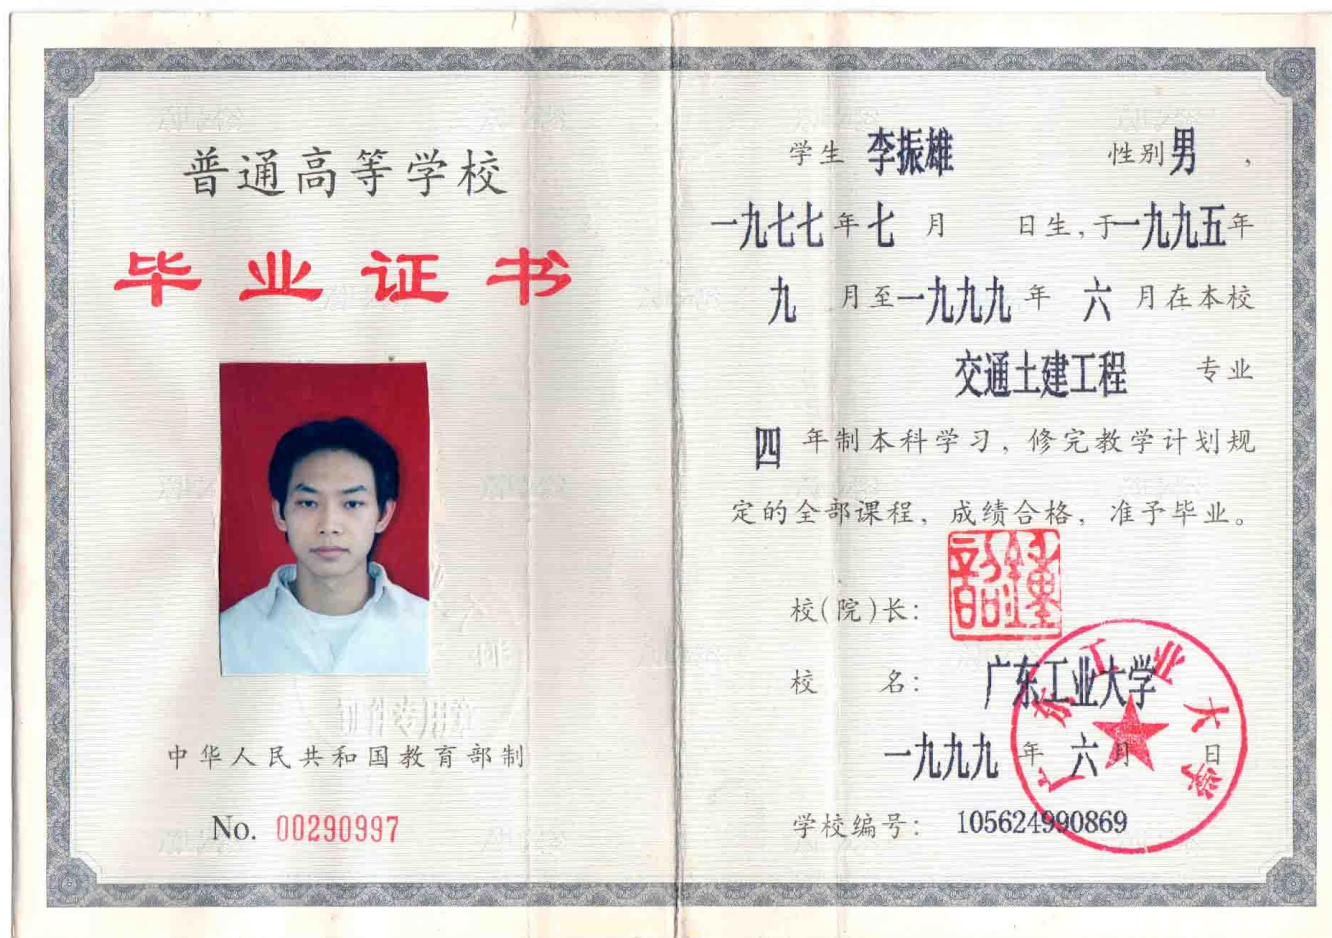 普通高等学校
毕业证书
中华人民共和国教育部制
No. 00290997
学生 李振雄 性别 男 ，
一九七七 年 七 月 日生，于 一九九五 年
九 月至 一九九九 年 六 月在本校
交通土建工程 专业
四 年制本科学习，修完教学计划规
定的全部课程，成绩合格，准予毕业。
校(院)长：
校 名： 广东工业大学
一九九九 年 六 月 日
学校编号： 105624990869
广东工业大学